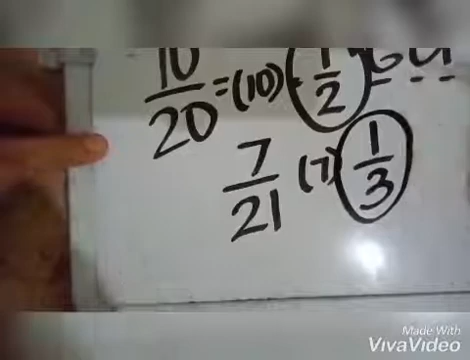 10/20 = (10) 1/2
7/21 (7) 1/3
Made With
VivaVideo